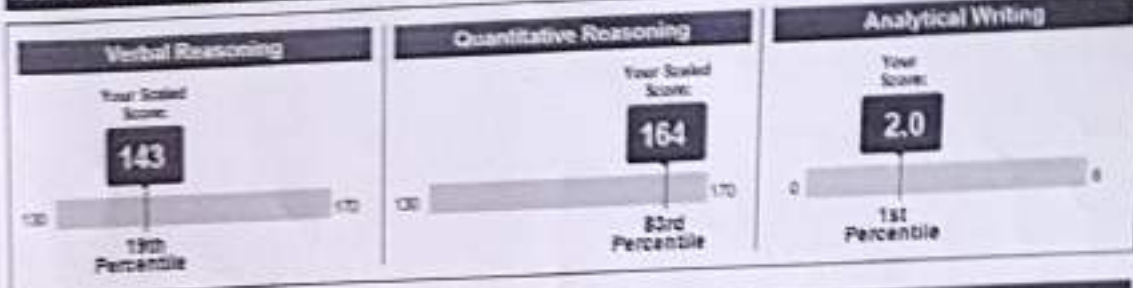 Verbal Reasoning
Your Scaled
Score:
143
130
170
19th
Percentile
Quantitative Reasoning
Your Scaled
Score:
164
130
170
83rd
Percentile
Analytical Writing
Your
Score:
2.0
0
6
1st
Percentile